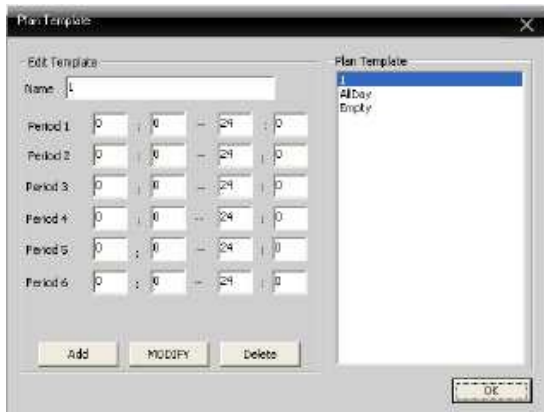 Plan Template
Edit Template
Name 1
Period 1 0 : 0 -- 24 : 0
Period 2 0 : 0 -- 24 : 0
Period 3 0 : 0 -- 24 : 0
Period 4 0 : 0 -- 24 : 0
Period 5 0 : 0 -- 24 : 0
Period 6 0 : 0 -- 24 : 0
Add MODIFY Delete
Plan Template
1
AllDay
Empty
OK